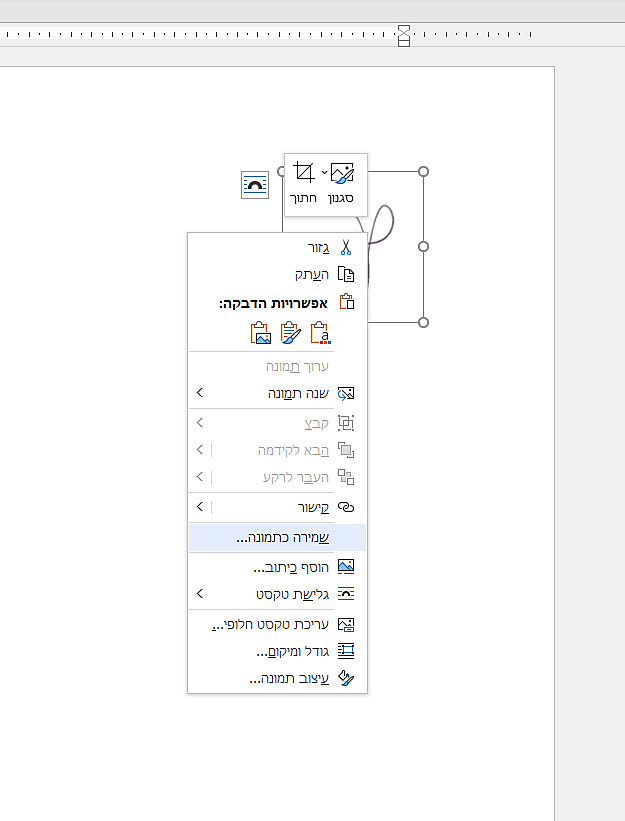 סגנון חתוך
גזור
העתק
אפשרויות הדבקה:
ערוך תמונה
שנה תמונה
קבץ
הבא לקידמה
העבר לרקע
קישור
שמירה כתמונה...
הוסף כיתוב...
גלישת טקסט
עריכת טקסט חלופי...
גודל ומיקום...
עיצוב תמונה...